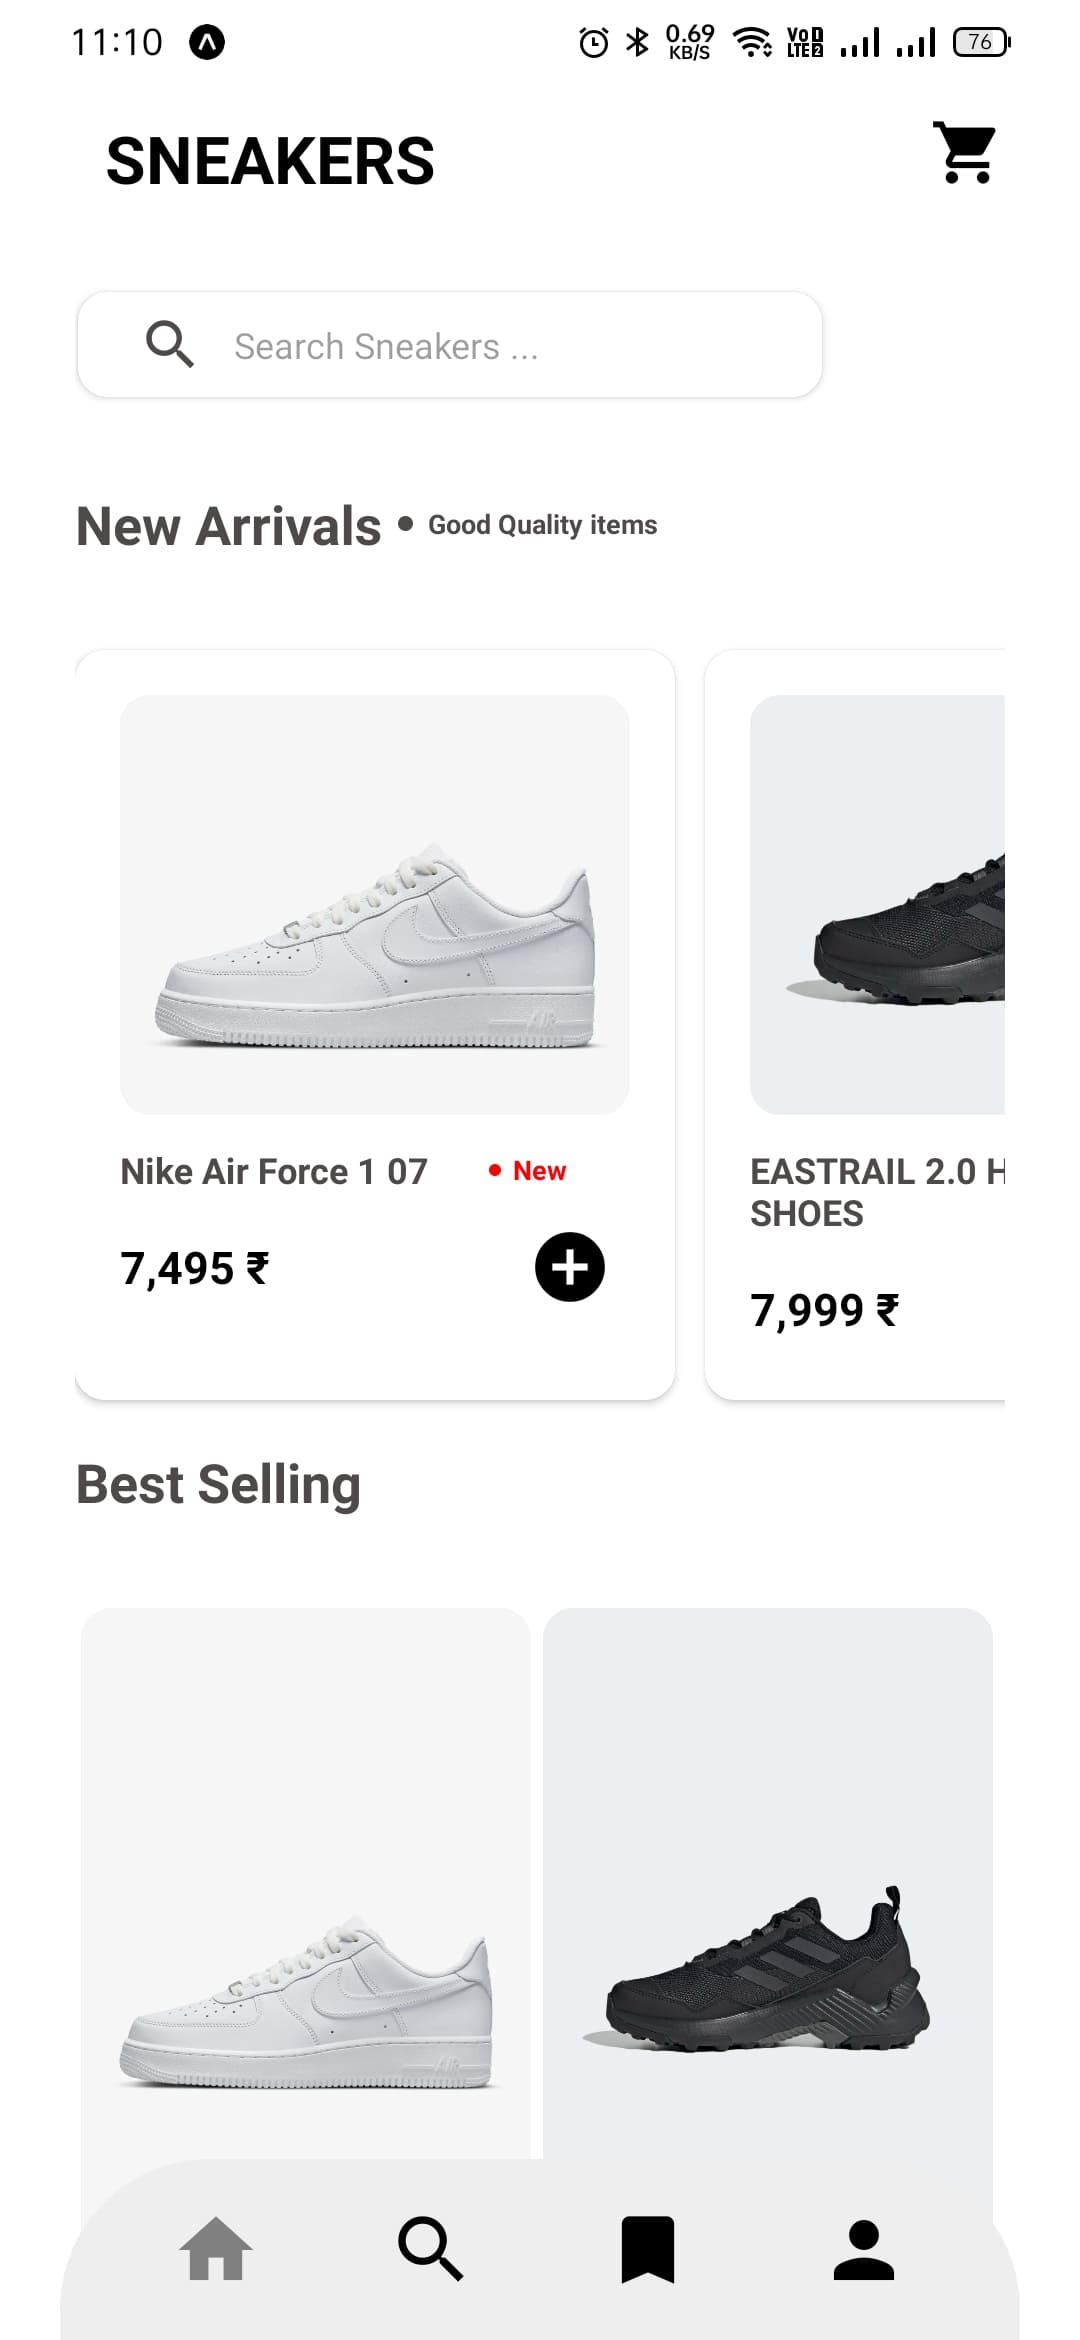 11:10
0.69 KB/S
VoD LTE2
76
SNEAKERS
Search Sneakers ...
New Arrivals • Good Quality items
Nike Air Force 1 07 • New
7,495 ₹
EASTRAIL 2.0 H
SHOES
7,999 ₹
Best Selling